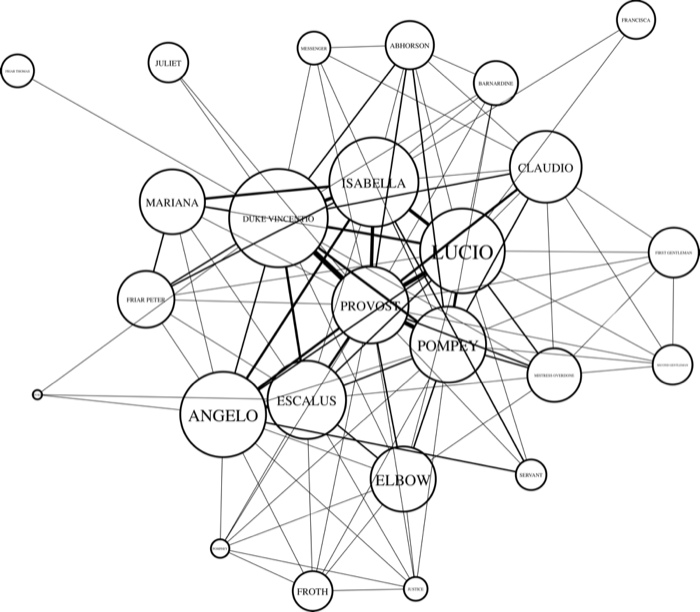 FRANCISCA
ABHORSON
MESSENGER
JULIET
FRIAR THOMAS
BARNARDINE
CLAUDIO
ISABELLA
MARIANA
DUKE VINCENTIO
LUCIO
FIRST GENTLEMAN
FRIAR PETER
PROVOST
POMPEY
SECOND GENTLEMAN
MISTRESS OVERDONE
ESCALUS
ANGELO
SERVANT
ELBOW
JUSTICE
FROTH